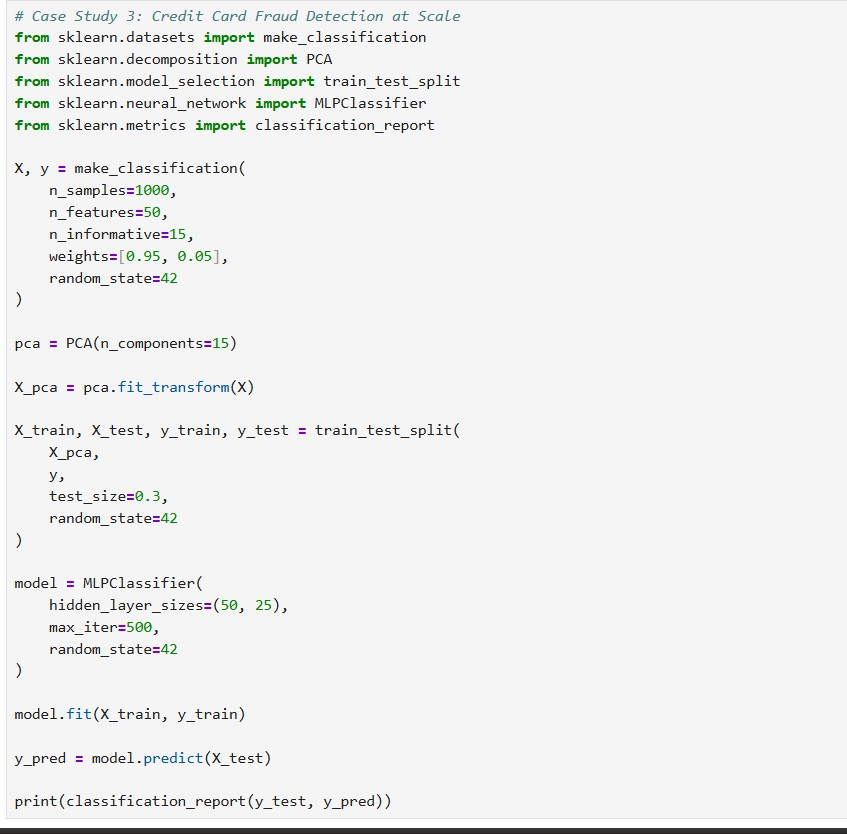 # Case Study 3: Credit Card Fraud Detection at Scale
from sklearn.datasets import make_classification
from sklearn.decomposition import PCA
from sklearn.model_selection import train_test_split
from sklearn.neural_network import MLPClassifier
from sklearn.metrics import classification_report

X, y = make_classification(
    n_samples=1000,
    n_features=50,
    n_informative=15,
    weights=[0.95, 0.05],
    random_state=42
)

pca = PCA(n_components=15)

X_pca = pca.fit_transform(X)

X_train, X_test, y_train, y_test = train_test_split(
    X_pca,
    y,
    test_size=0.3,
    random_state=42
)

model = MLPClassifier(
    hidden_layer_sizes=(50, 25),
    max_iter=500,
    random_state=42
)

model.fit(X_train, y_train)

y_pred = model.predict(X_test)

print(classification_report(y_test, y_pred))